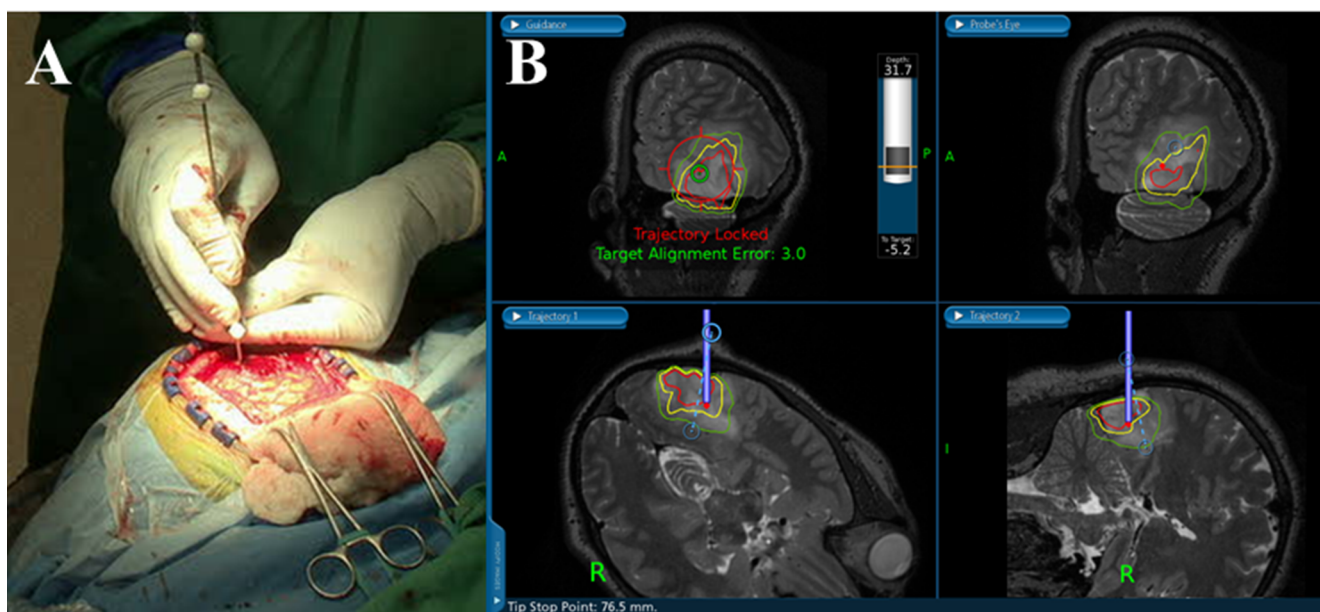 A
B
Guidance
Depth:
31.7
A
P
Trajectory Locked
Target Alignment Error: 3.0
To Target:
-5.2
Probe's Eye
A
Trajectory 1
R
Trajectory 2
I
R
Tip Stop Point: 76.5 mm.